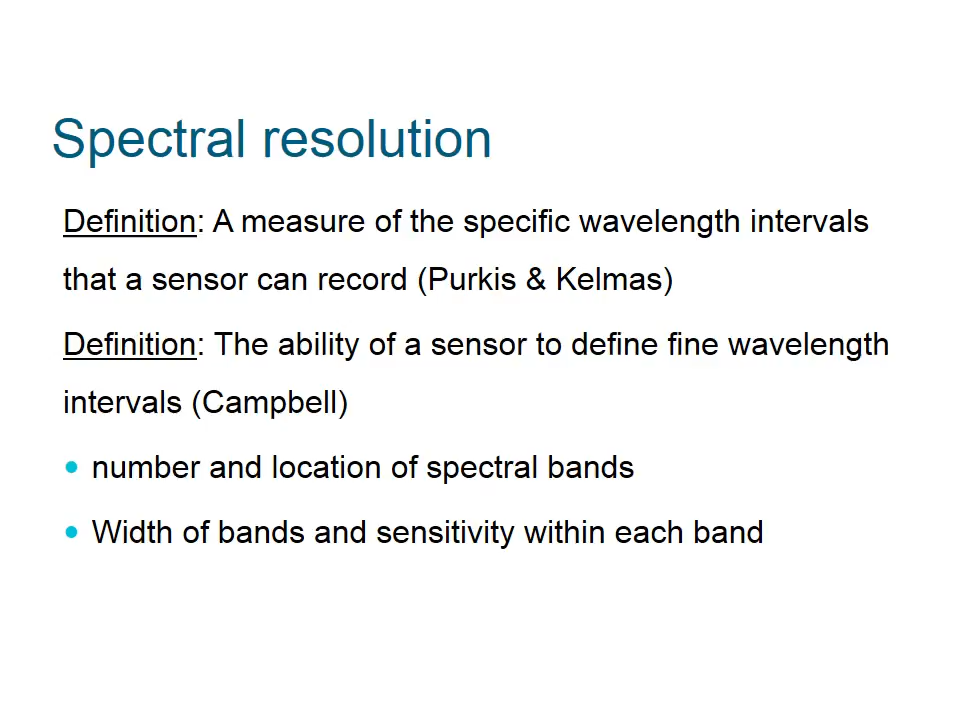 Spectral resolution
Definition: A measure of the specific wavelength intervals
that a sensor can record (Purkis & Kelmas)
Definition: The ability of a sensor to define fine wavelength
intervals (Campbell)
• number and location of spectral bands
• Width of bands and sensitivity within each band